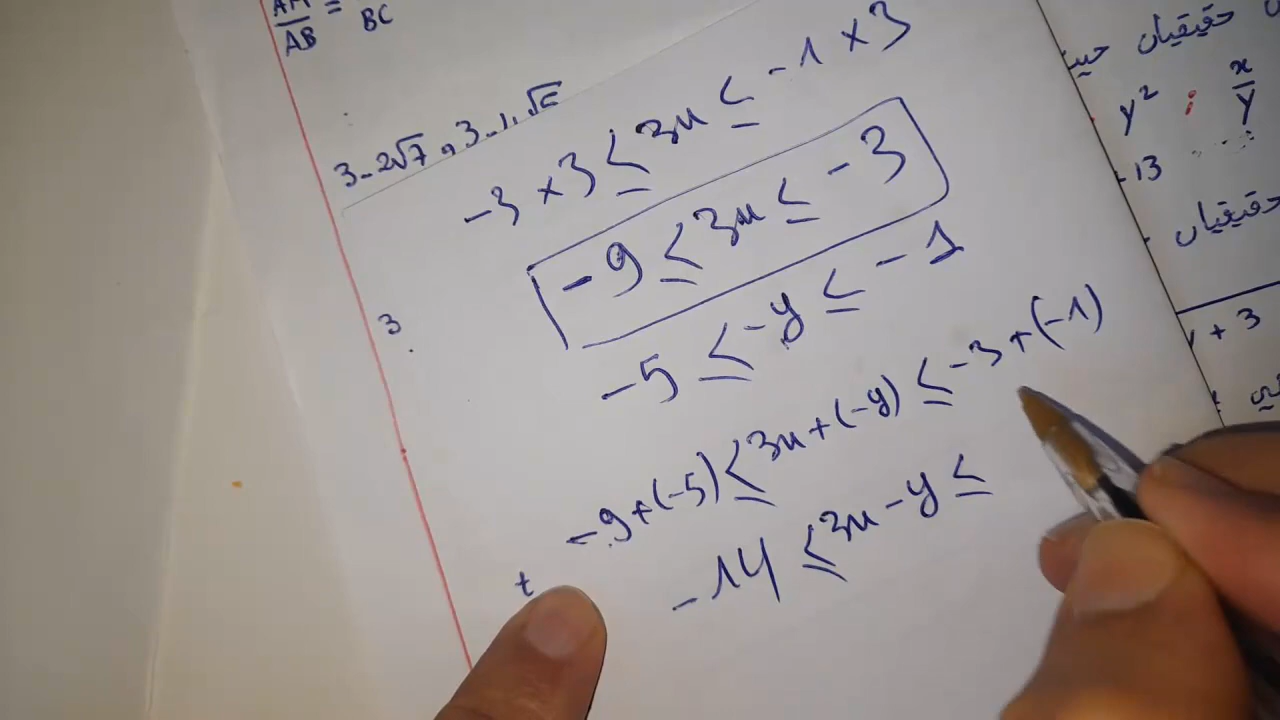 AM/AB =
BC
3-2√7 , 3-1,√5
-3 × 3 ≤ 3x ≤ -1 × 3
-9 ≤ 3x ≤ -3
3
-5 ≤ -y ≤ -1
-9+(-5) ≤ 3x+(-y) ≤ -3+(-1)
-14 ≤ 3x - y ≤
t
حقيقيان حيث
y² ; x/y
-13
حقيقيان
+ 3